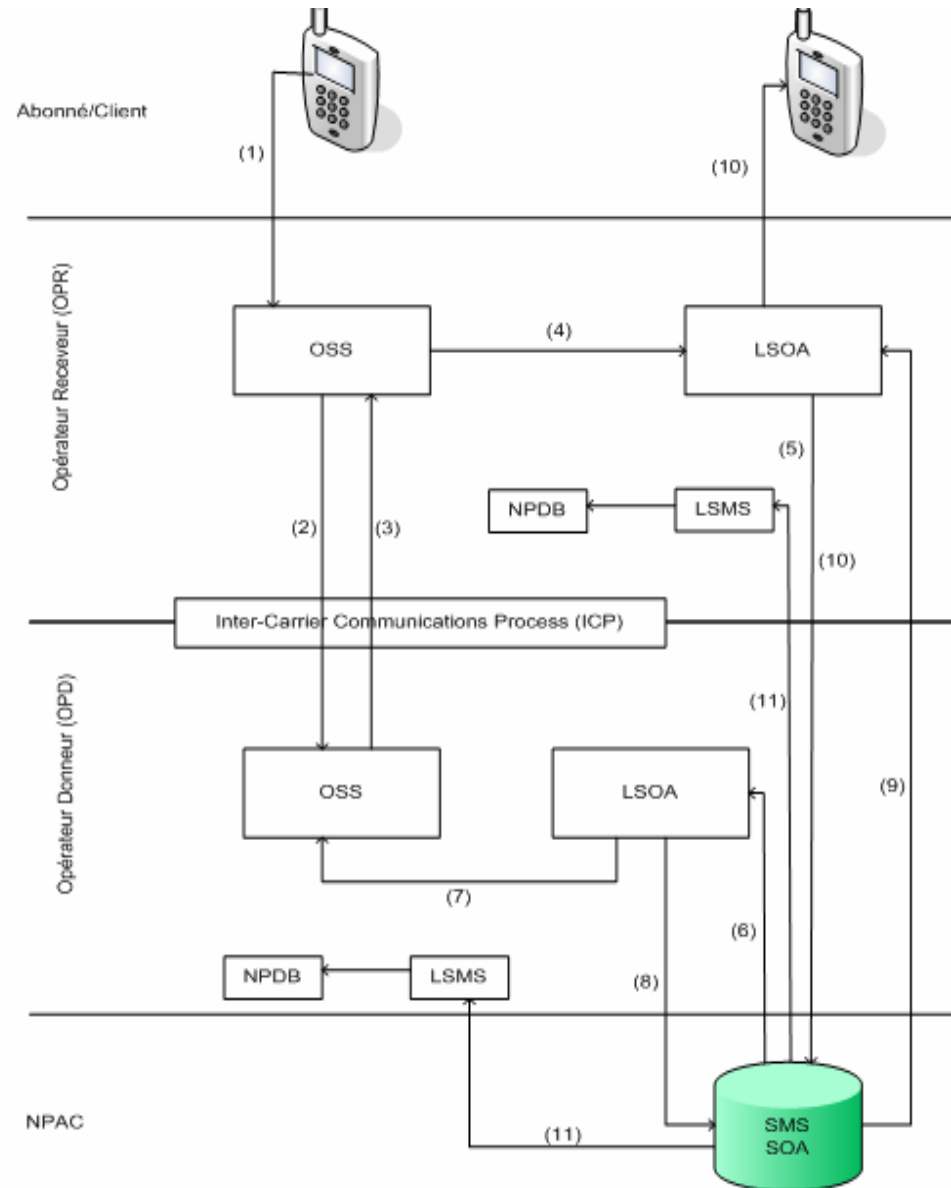 Abonné/Client
(1)
(10)
Opérateur Receveur (OPR)
OSS
(4)
LSOA
(5)
NPDB
LSMS
(2)
(3)
(10)
Inter-Carrier Communications Process (ICP)
Opérateur Donneur (OPD)
(11)
OSS
LSOA
(9)
(7)
(6)
NPDB
LSMS
(8)
NPAC
(11)
SMS
SOA